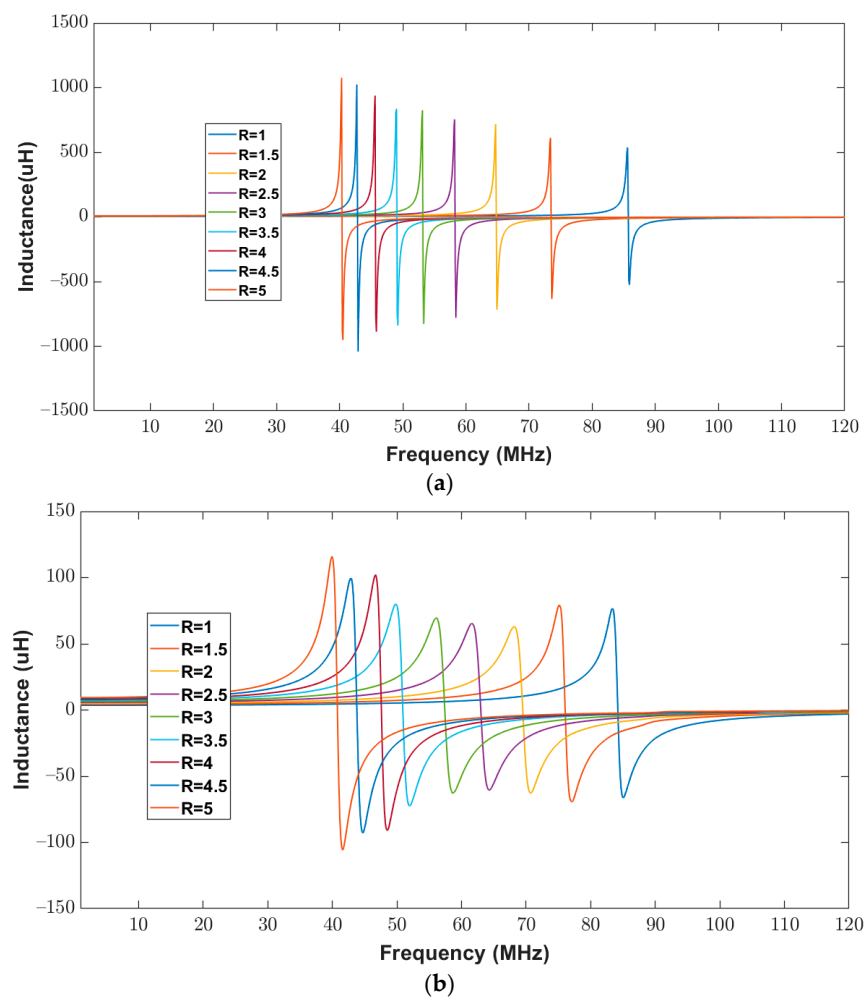 1500
1000
500
0
−500
−1000
−1500
Inductance(uH)
R=1
R=1.5
R=2
R=2.5
R=3
R=3.5
R=4
R=4.5
R=5
10 20 30 40 50 60 70 80 90 100 110 120
Frequency (MHz)
(a)
150
100
50
0
−50
−100
−150
Inductance (uH)
R=1
R=1.5
R=2
R=2.5
R=3
R=3.5
R=4
R=4.5
R=5
10 20 30 40 50 60 70 80 90 100 110 120
Frequency (MHz)
(b)